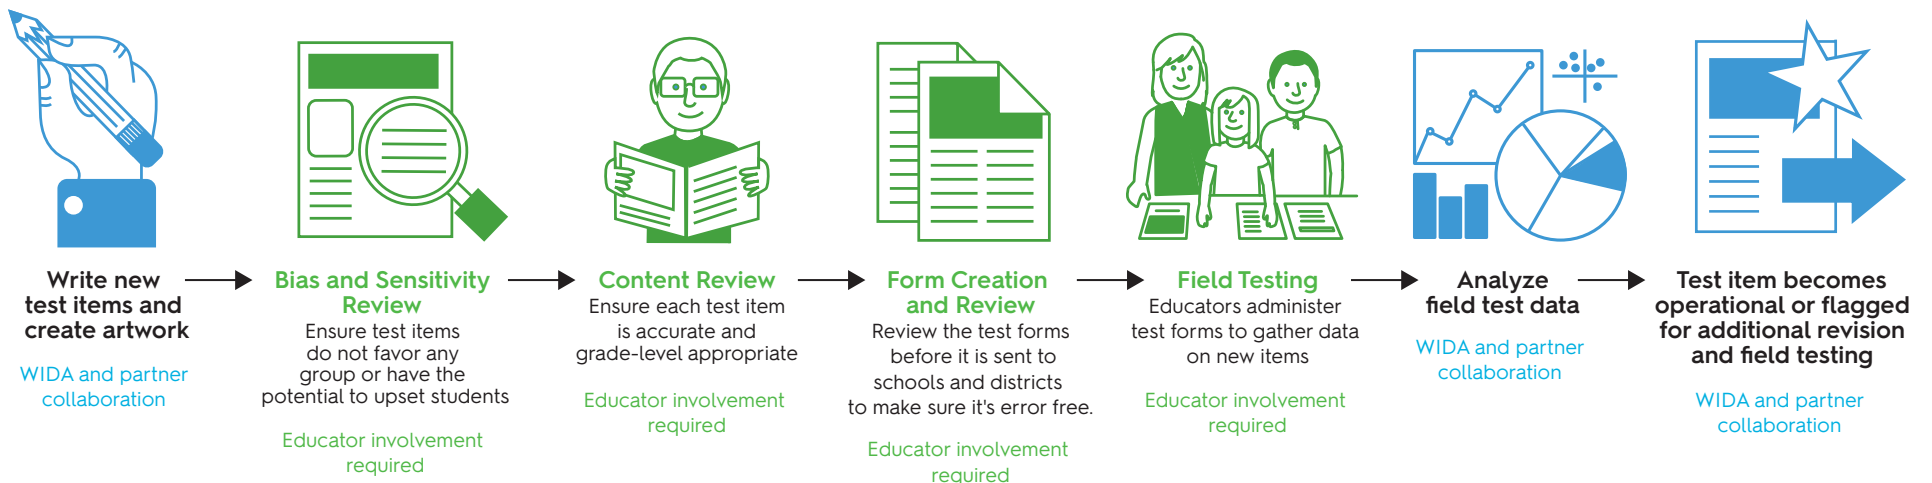 Write new
test items and
create artwork
WIDA and partner
collaboration
Bias and Sensitivity
Review
Ensure test items
do not favor any
group or have the
potential to upset students
Educator involvement
required
Content Review
Ensure each test item
is accurate and
grade-level appropriate
Educator involvement
required
Form Creation
and Review
Review the test forms
before it is sent to
schools and districts
to make sure it's error free.
Educator involvement
required
Field Testing
Educators administer
test forms to gather data
on new items
Educator involvement
required
Analyze
field test data
WIDA and partner
collaboration
Test item becomes
operational or flagged
for additional revision
and field testing
WIDA and partner
collaboration